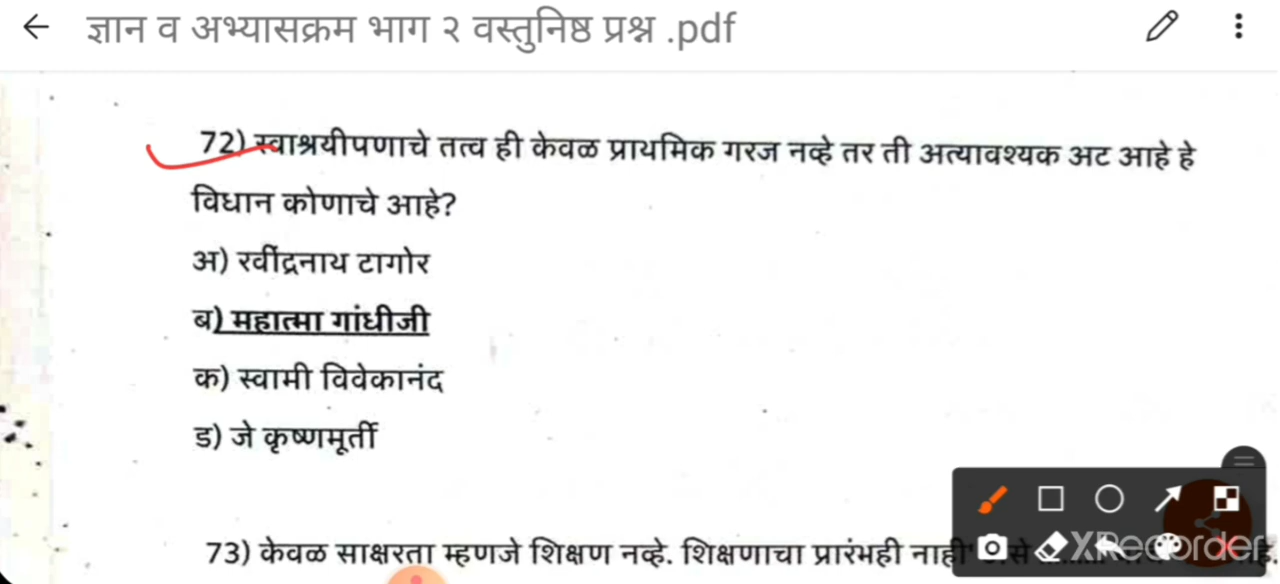 ज्ञान व अभ्यासक्रम भाग २ वस्तुनिष्ठ प्रश्न .pdf
72) स्वाश्रयीपणाचे तत्व ही केवळ प्राथमिक गरज नव्हे तर ती अत्यावश्यक अट आहे हे
विधान कोणाचे आहे?
अ) रवींद्रनाथ टागोर
ब) महात्मा गांधीजी
क) स्वामी विवेकानंद
ड) जे कृष्णमूर्ती
73) केवळ साक्षरता म्हणजे शिक्षण नव्हे. शिक्षणाचा प्रारंभही नाही
XRecorder